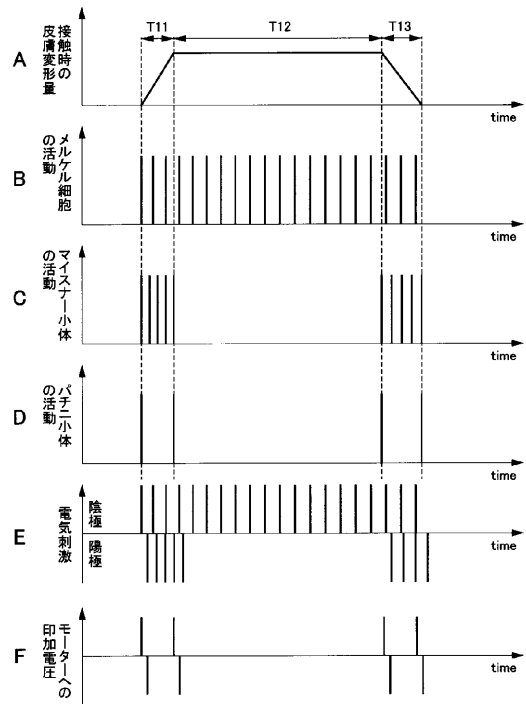 T11
T12
T13
A
接触時の
皮膚変形量
time
B
メルケル細胞
の活動
time
C
マイスナー小体
の活動
time
D
パチニ小体
の活動
time
E
電気刺激
陰極
陽極
time
F
モーターへの
印加電圧
time